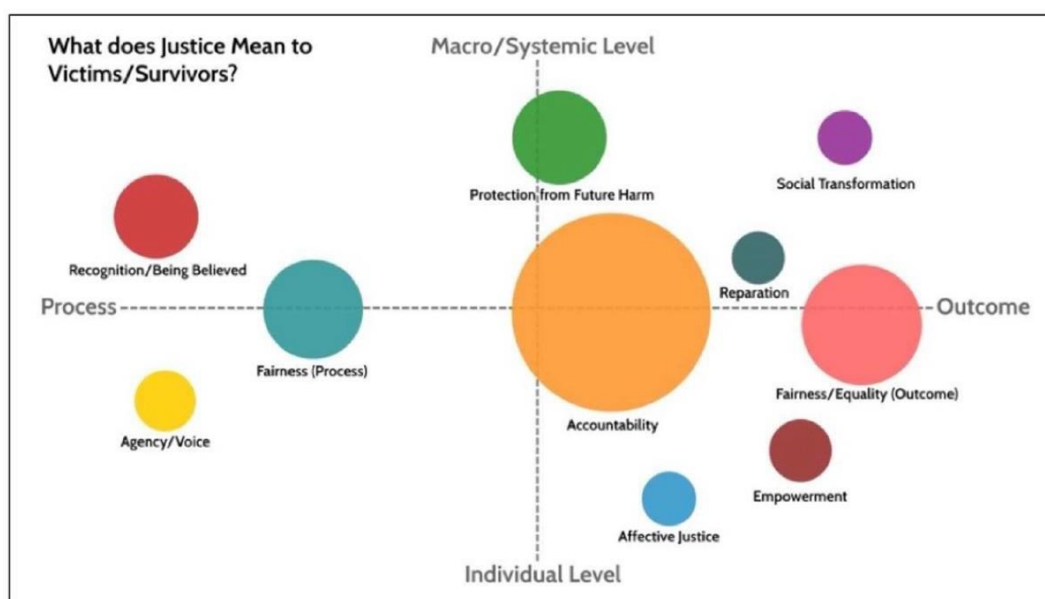 What does Justice Mean to
Victims/Survivors?
Macro/Systemic Level
Protection from Future Harm
Social Transformation
Recognition/Being Believed
Reparation
Process
Outcome
Fairness (Process)
Fairness/Equality (Outcome)
Accountability
Agency/Voice
Empowerment
Affective Justice
Individual Level